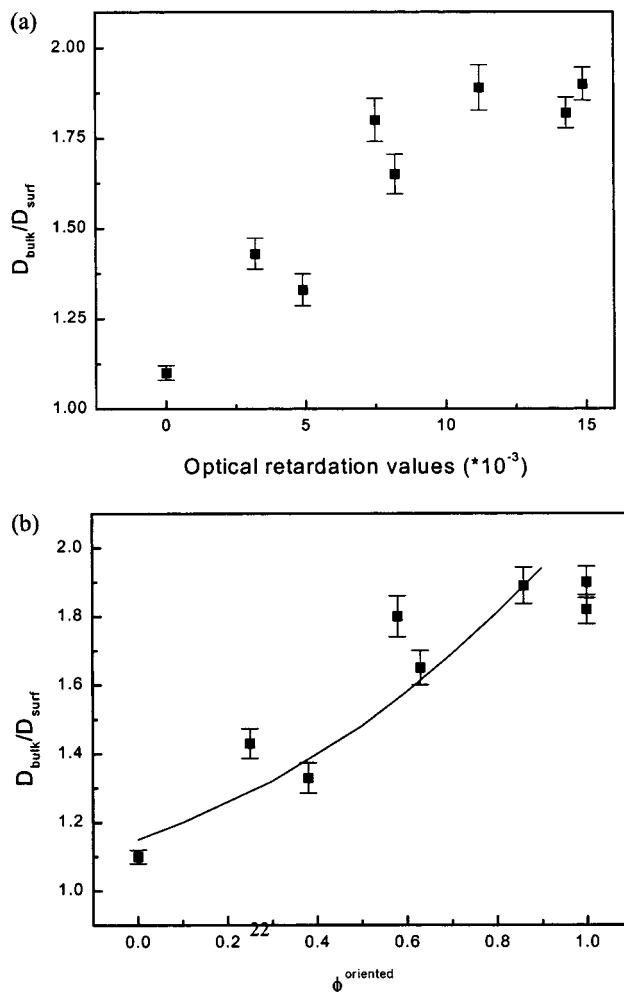 (a)
2.00
1.75
1.50
1.25
1.00
D_bulk/D_surf
0 5 10 15
Optical retardation values (*10^-3)
(b)
2.0
1.8
1.6
1.4
1.2
1.0
D_bulk/D_surf
0.0 0.2 0.4 0.6 0.8 1.0
22
ϕ^oriented